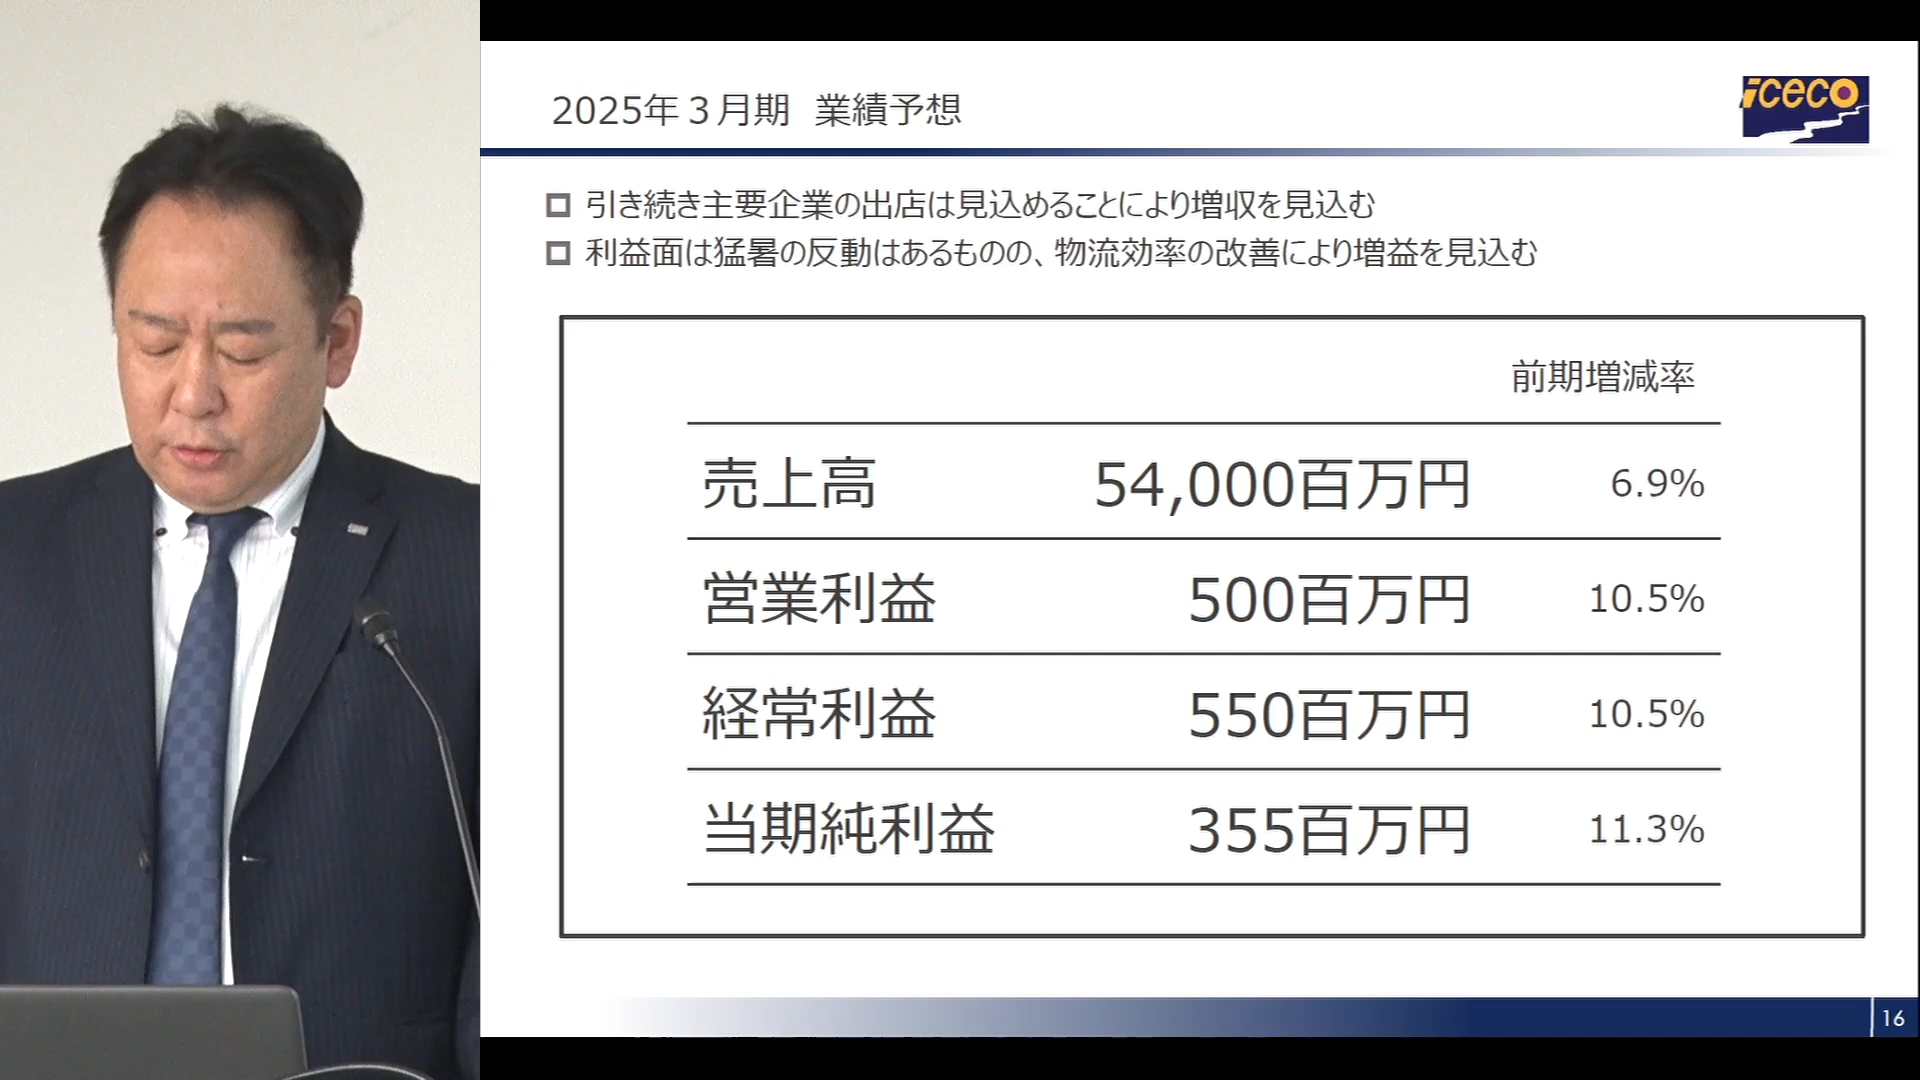 2025年３月期 業績予想
iceco
引き続き主要企業の出店は見込めることにより増収を見込む
利益面は猛暑の反動はあるものの、物流効率の改善により増益を見込む
前期増減率
売上高 54,000百万円 6.9%
営業利益 500百万円 10.5%
経常利益 550百万円 10.5%
当期純利益 355百万円 11.3%
16